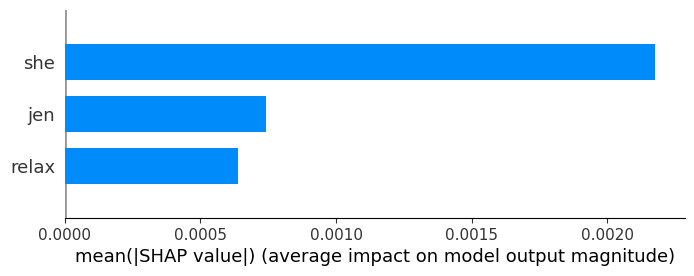 she
jen
relax
0.0000 0.0005 0.0010 0.0015 0.0020
mean(|SHAP value|) (average impact on model output magnitude)